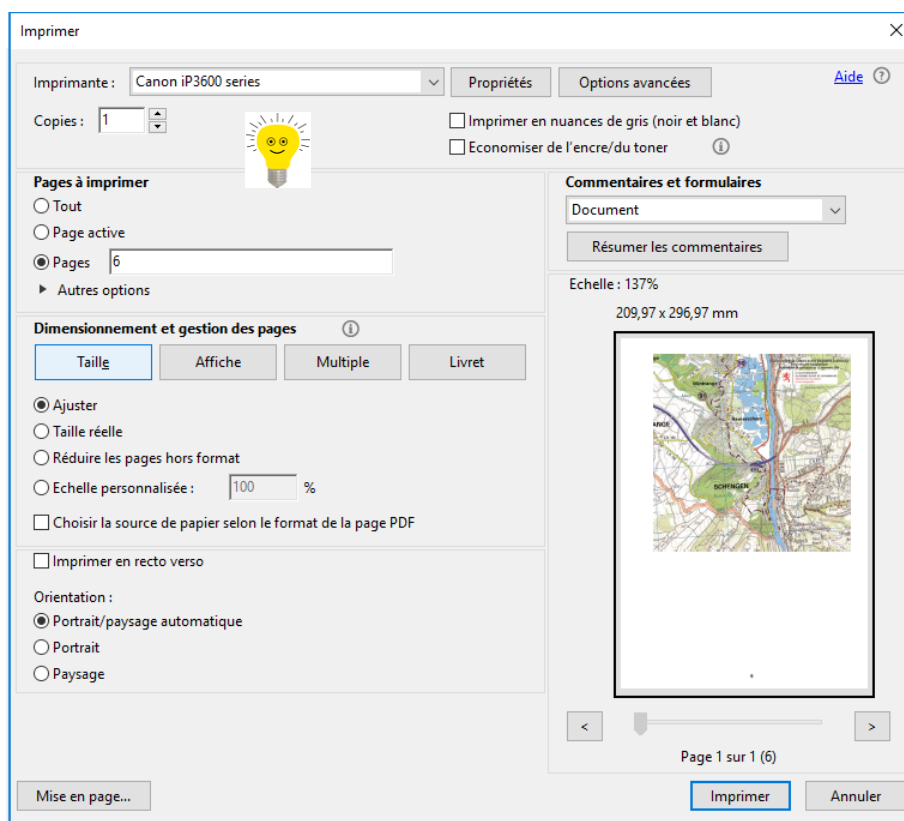 Imprimer
Imprimante :
Canon iP3600 series
Propriétés
Options avancées
Aide
Copies :
1
Imprimer en nuances de gris (noir et blanc)
Economiser de l'encre/du toner
Pages à imprimer
Tout
Page active
Pages
6
Autres options
Commentaires et formulaires
Document
Résumer les commentaires
Echelle : 137%
209,97 x 296,97 mm
Dimensionnement et gestion des pages
Taille
Affiche
Multiple
Livret
Ajuster
Taille réelle
Réduire les pages hors format
Echelle personnalisée :
100
%
Choisir la source de papier selon le format de la page PDF
Imprimer en recto verso
Orientation :
Portrait/paysage automatique
Portrait
Paysage
SCHENGEN
<
>
Page 1 sur 1 (6)
Mise en page...
Imprimer
Annuler